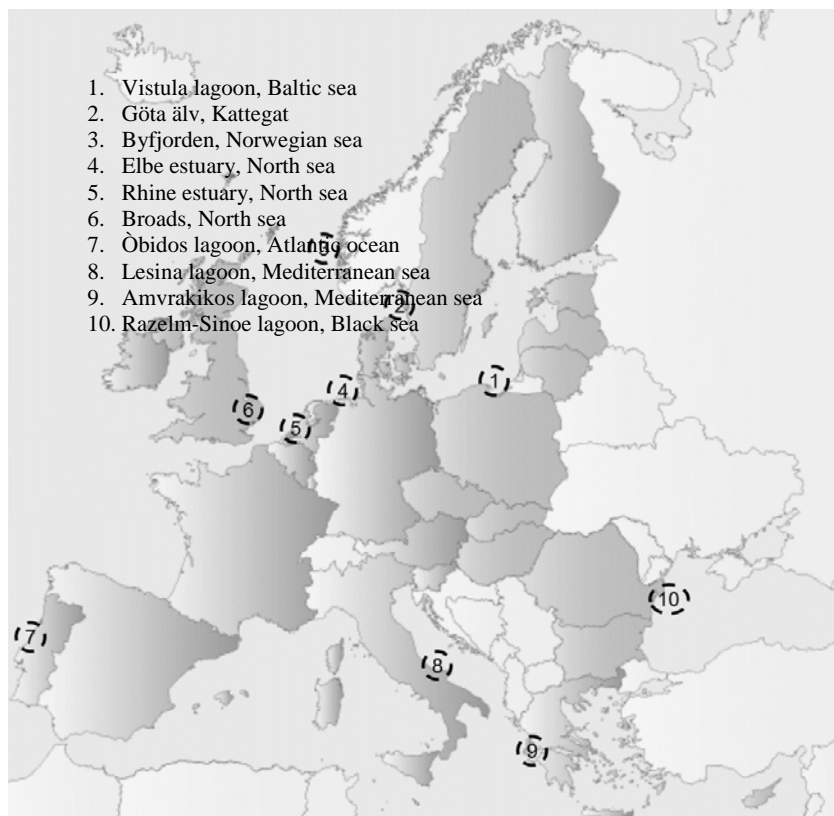 1. Vistula lagoon, Baltic sea
2. Göta älv, Kattegat
3. Byfjorden, Norwegian sea
4. Elbe estuary, North sea
5. Rhine estuary, North sea
6. Broads, North sea
7. Òbidos lagoon, Atlantic ocean
8. Lesina lagoon, Mediterranean sea
9. Amvrakikos lagoon, Mediterranean sea
10. Razelm-Sinoe lagoon, Black sea
3
2
1
4
6
5
10
7
8
9